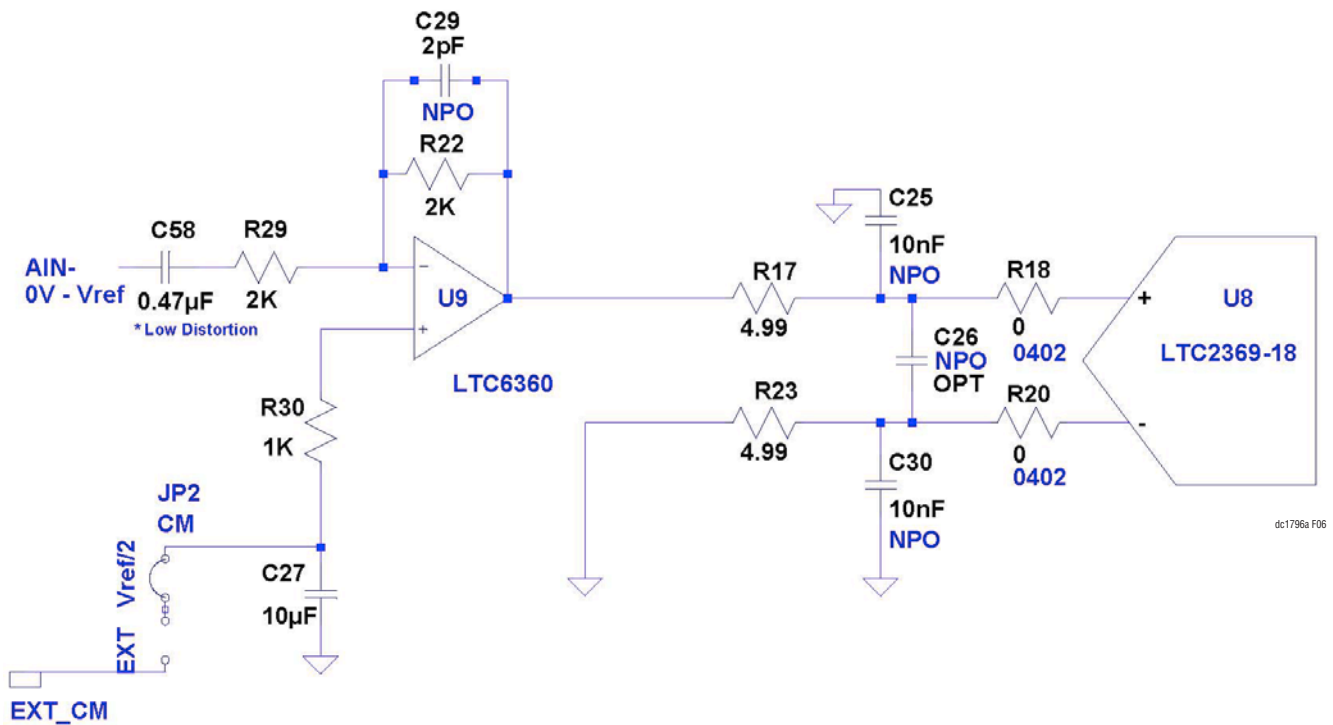 C29
2pF
NPO
R22
2K
C58
0.47µF
* Low Distortion
R29
2K
AIN-
0V - Vref
−
+
U9
LTC6360
R30
1K
JP2
CM
Vref/2
EXT
EXT_CM
C27
10µF
R17
4.99
R23
4.99
C25
10nF
NPO
C26
NPO
OPT
C30
10nF
NPO
R18
0
0402
R20
0
0402
+
-
U8
LTC2369-18
dc1796a F06